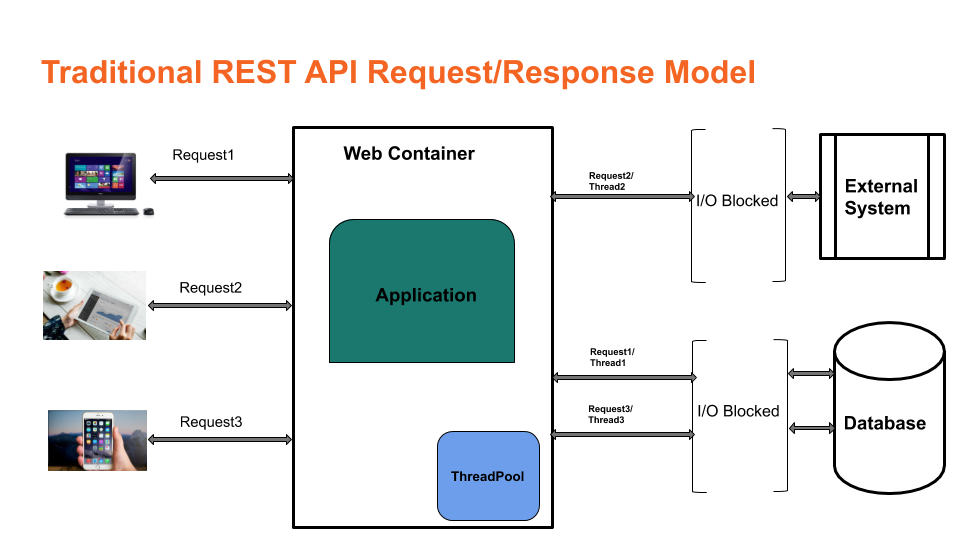 Traditional REST API Request/Response Model
Request1
Web Container
Request2/
Thread2
I/O Blocked
External
System
Request2
Application
Request1/
Thread1
Request3/
Thread3
I/O Blocked
Database
Request3
ThreadPool